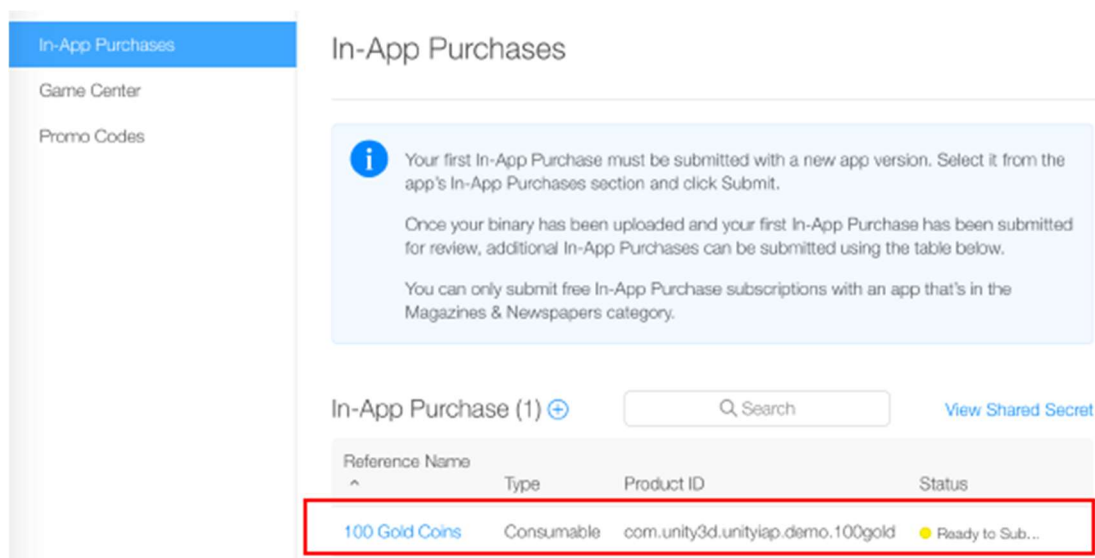 In-App Purchases
Game Center
Promo Codes
In-App Purchases
Your first In-App Purchase must be submitted with a new app version. Select it from the
app's In-App Purchases section and click Submit.
Once your binary has been uploaded and your first In-App Purchase has been submitted
for review, additional In-App Purchases can be submitted using the table below.
You can only submit free In-App Purchase subscriptions with an app that's in the
Magazines & Newspapers category.
In-App Purchase (1)
Search
View Shared Secret
Reference Name
Type
Product ID
Status
100 Gold Coins
Consumable
com.unity3d.unityiap.demo.100gold
Ready to Sub...